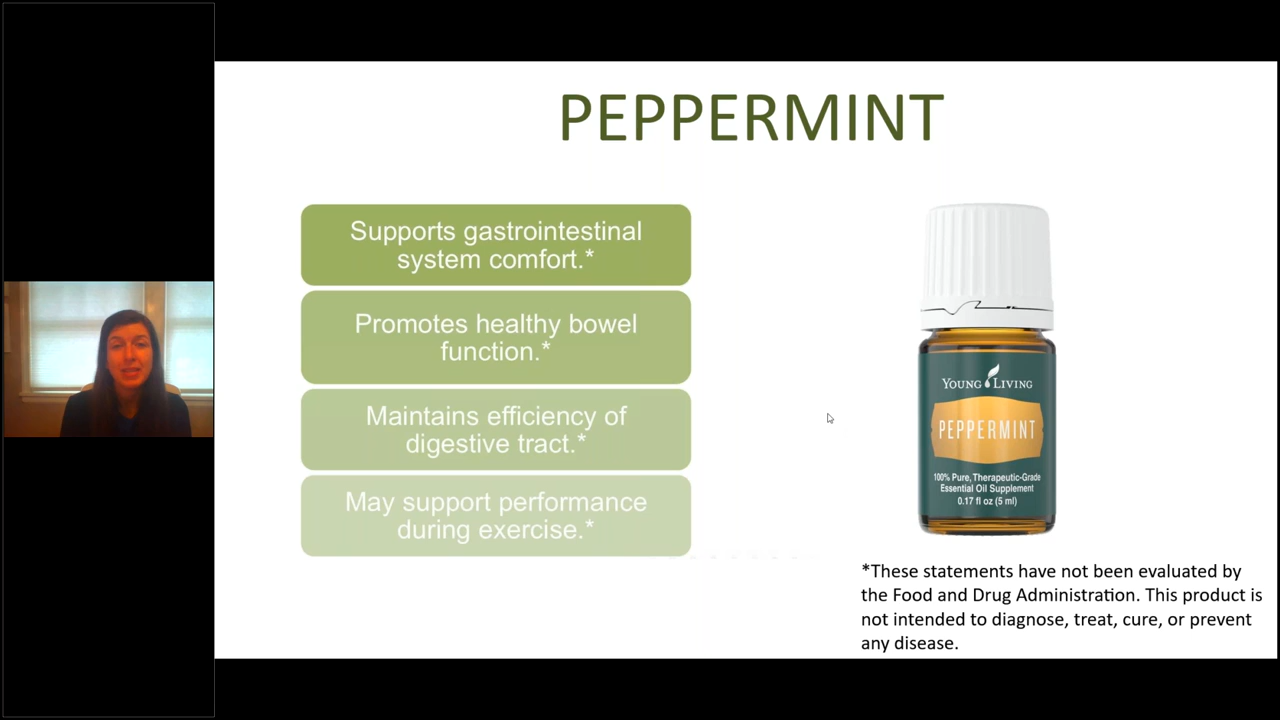 PEPPERMINT
Supports gastrointestinal
system comfort.*
Promotes healthy bowel
function.*
Maintains efficiency of
digestive tract.*
May support performance
during exercise.*
YOUNG LIVING
PEPPERMINT
100% Pure, Therapeutic-Grade
Essential Oil Supplement
0.17 fl oz (5 ml)
*These statements have not been evaluated by
the Food and Drug Administration. This product is
not intended to diagnose, treat, cure, or prevent
any disease.